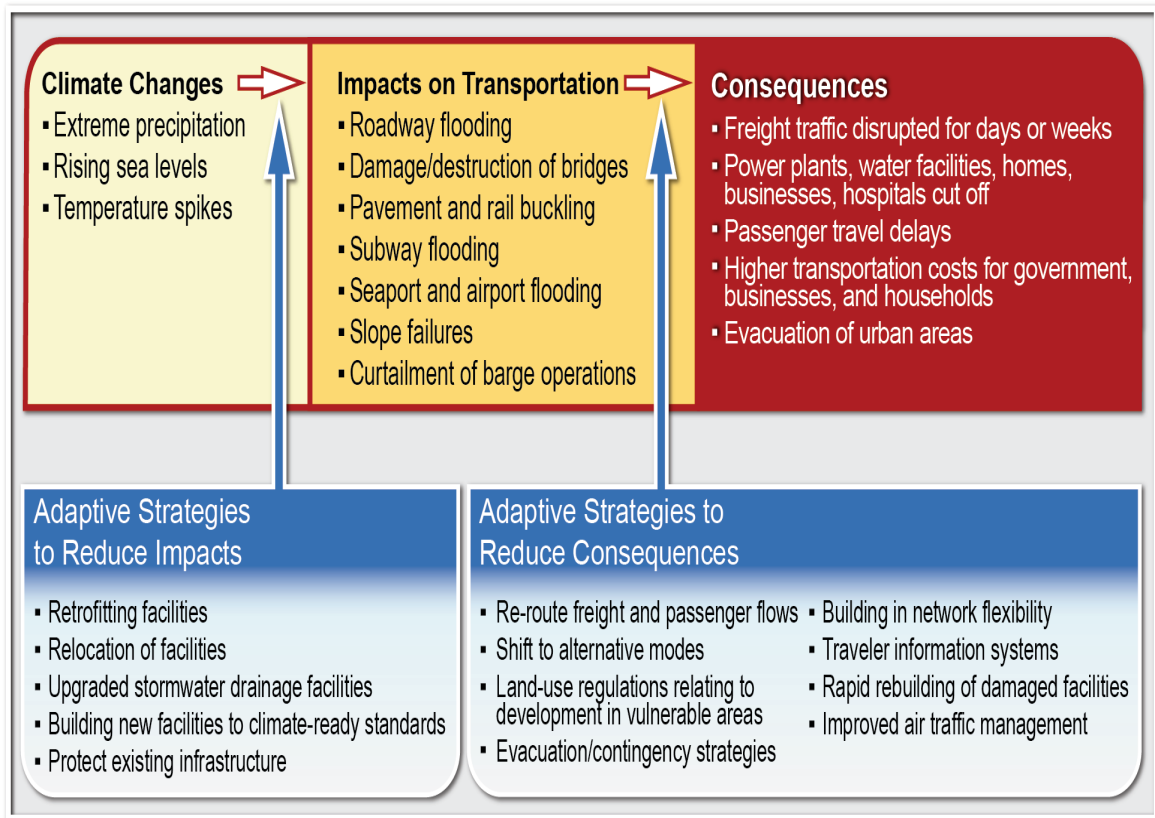 Climate Changes
▪ Extreme precipitation
▪ Rising sea levels
▪ Temperature spikes
Impacts on Transportation
▪ Roadway flooding
▪ Damage/destruction of bridges
▪ Pavement and rail buckling
▪ Subway flooding
▪ Seaport and airport flooding
▪ Slope failures
▪ Curtailment of barge operations
Consequences
▪ Freight traffic disrupted for days or weeks
▪ Power plants, water facilities, homes,
businesses, hospitals cut off
▪ Passenger travel delays
▪ Higher transportation costs for government,
businesses, and households
▪ Evacuation of urban areas
Adaptive Strategies
to Reduce Impacts
▪ Retrofitting facilities
▪ Relocation of facilities
▪ Upgraded stormwater drainage facilities
▪ Building new facilities to climate-ready standards
▪ Protect existing infrastructure
Adaptive Strategies to
Reduce Consequences
▪ Re-route freight and passenger flows
▪ Shift to alternative modes
▪ Land-use regulations relating to
development in vulnerable areas
▪ Evacuation/contingency strategies
▪ Building in network flexibility
▪ Traveler information systems
▪ Rapid rebuilding of damaged facilities
▪ Improved air traffic management